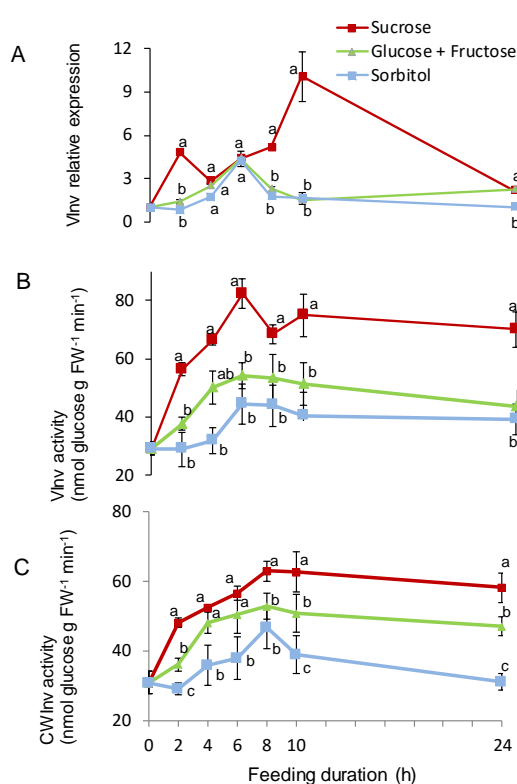 Sucrose
Glucose + Fructose
Sorbitol
A
VInv relative expression
12
9
6
3
0
a
a
a
a
a
a
b
a
a
b
b
a
b
b
b
b
b
B
VInv activity
(nmol glucose g FW⁻¹ min⁻¹)
80
60
40
20
a
a
a
a
a
a
b
ab
b
b
b
b
b
b
b
b
C
CWInv activity
(nmol glucose g FW⁻¹ min⁻¹)
80
60
40
20
a
a
a
a
a
a
b
a
b
b
b
b
c
b
b
b
c
c
0 2 4 6 8 10 24
Feeding duration (h)